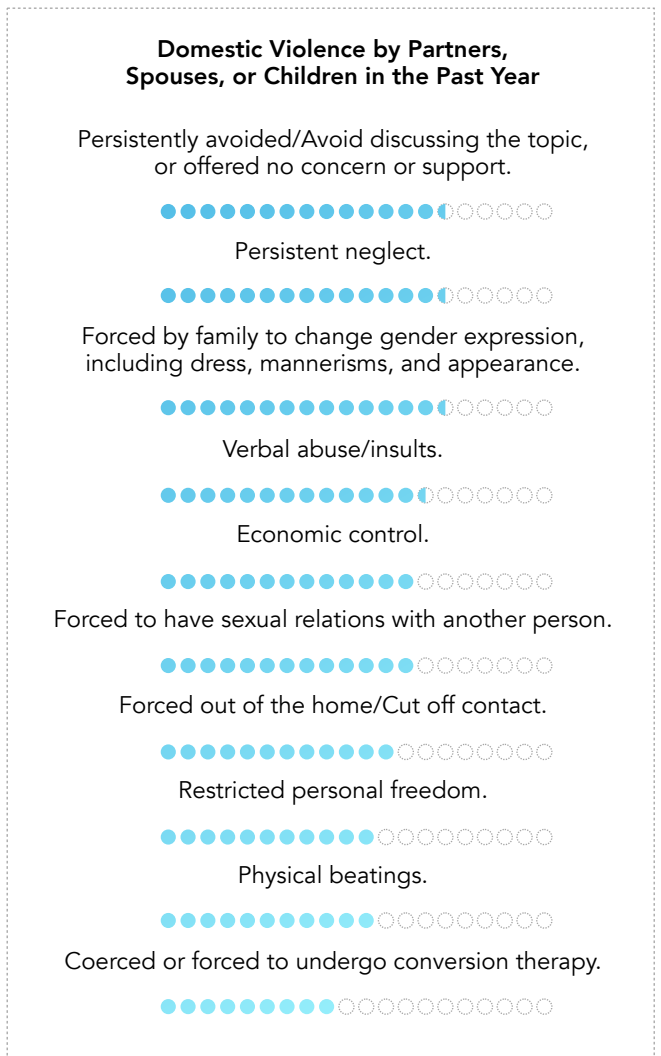 Domestic Violence by Partners,
Spouses, or Children in the Past Year
Persistently avoided/Avoid discussing the topic,
or offered no concern or support.
Persistent neglect.
Forced by family to change gender expression,
including dress, mannerisms, and appearance.
Verbal abuse/insults.
Economic control.
Forced to have sexual relations with another person.
Forced out of the home/Cut off contact.
Restricted personal freedom.
Physical beatings.
Coerced or forced to undergo conversion therapy.